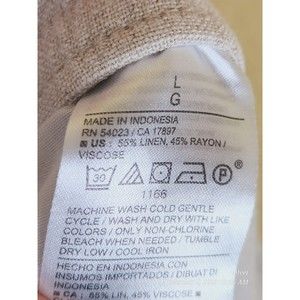 L
G
MADE IN INDONESIA
RN 54023 / CA 17897
US : 55% LINEN, 45% RAYON /
VISCOSE
30
P
1166
MACHINE WASH COLD GENTLE
CYCLE / WASH AND DRY WITH LIKE
COLORS / ONLY NON-CHLORINE
BLEACH WHEN NEEDED / TUMBLE
DRY LOW / COOL IRON
HECHO EN INDONESIA CON
INSUMOS IMPORTADOS / DIBUAT DI
INDONESIA
CA : 55% LIN, 45% VISCOSE